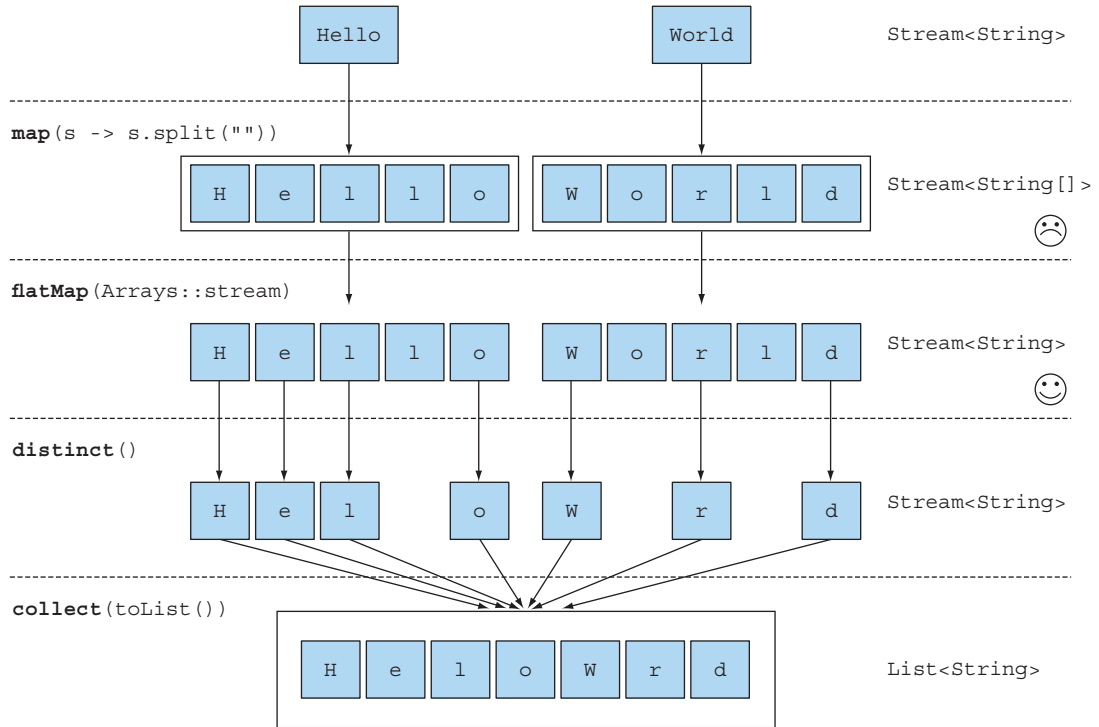 Hello World Stream<String>
map(s -> s.split(""))
H e l l o W o r l d Stream<String[]>
flatMap(Arrays::stream)
H e l l o W o r l d Stream<String>
distinct()
H e l o W r d Stream<String>
collect(toList())
H e l o W r d List<String>